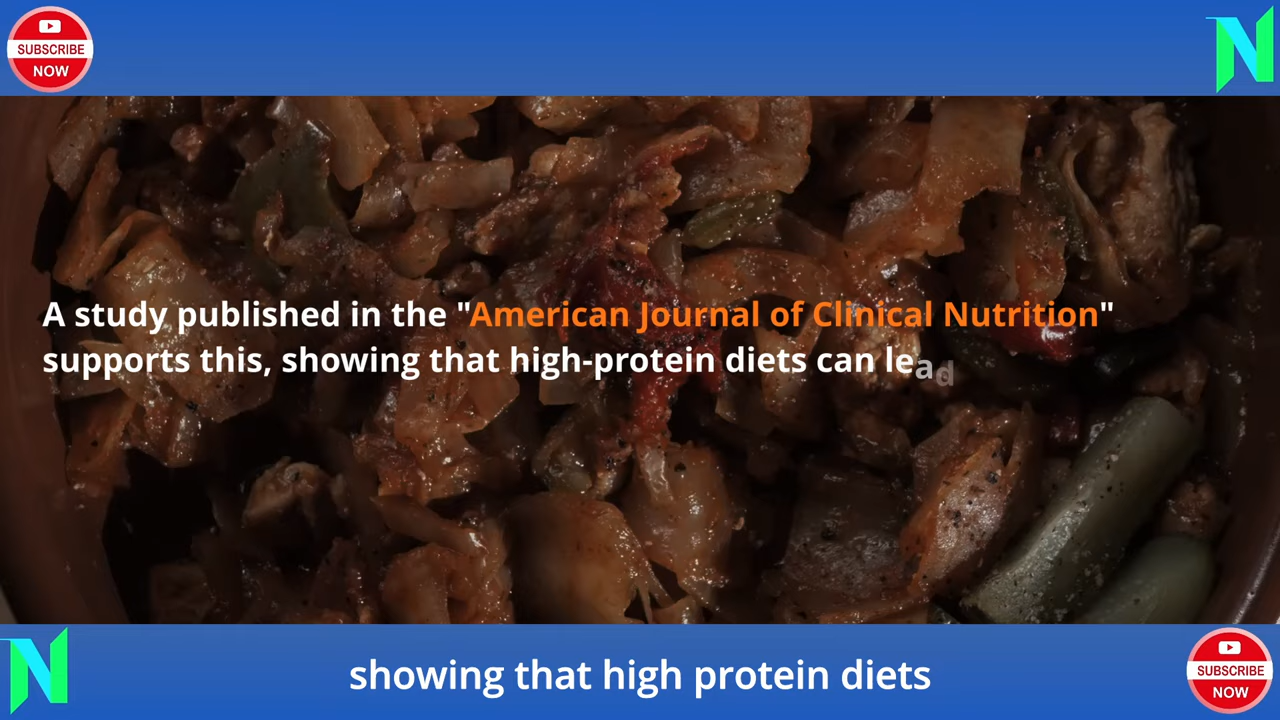 SUBSCRIBE
NOW
N
A study published in the "American Journal of Clinical Nutrition"
supports this, showing that high-protein diets can lead
N
showing that high protein diets
SUBSCRIBE
NOW